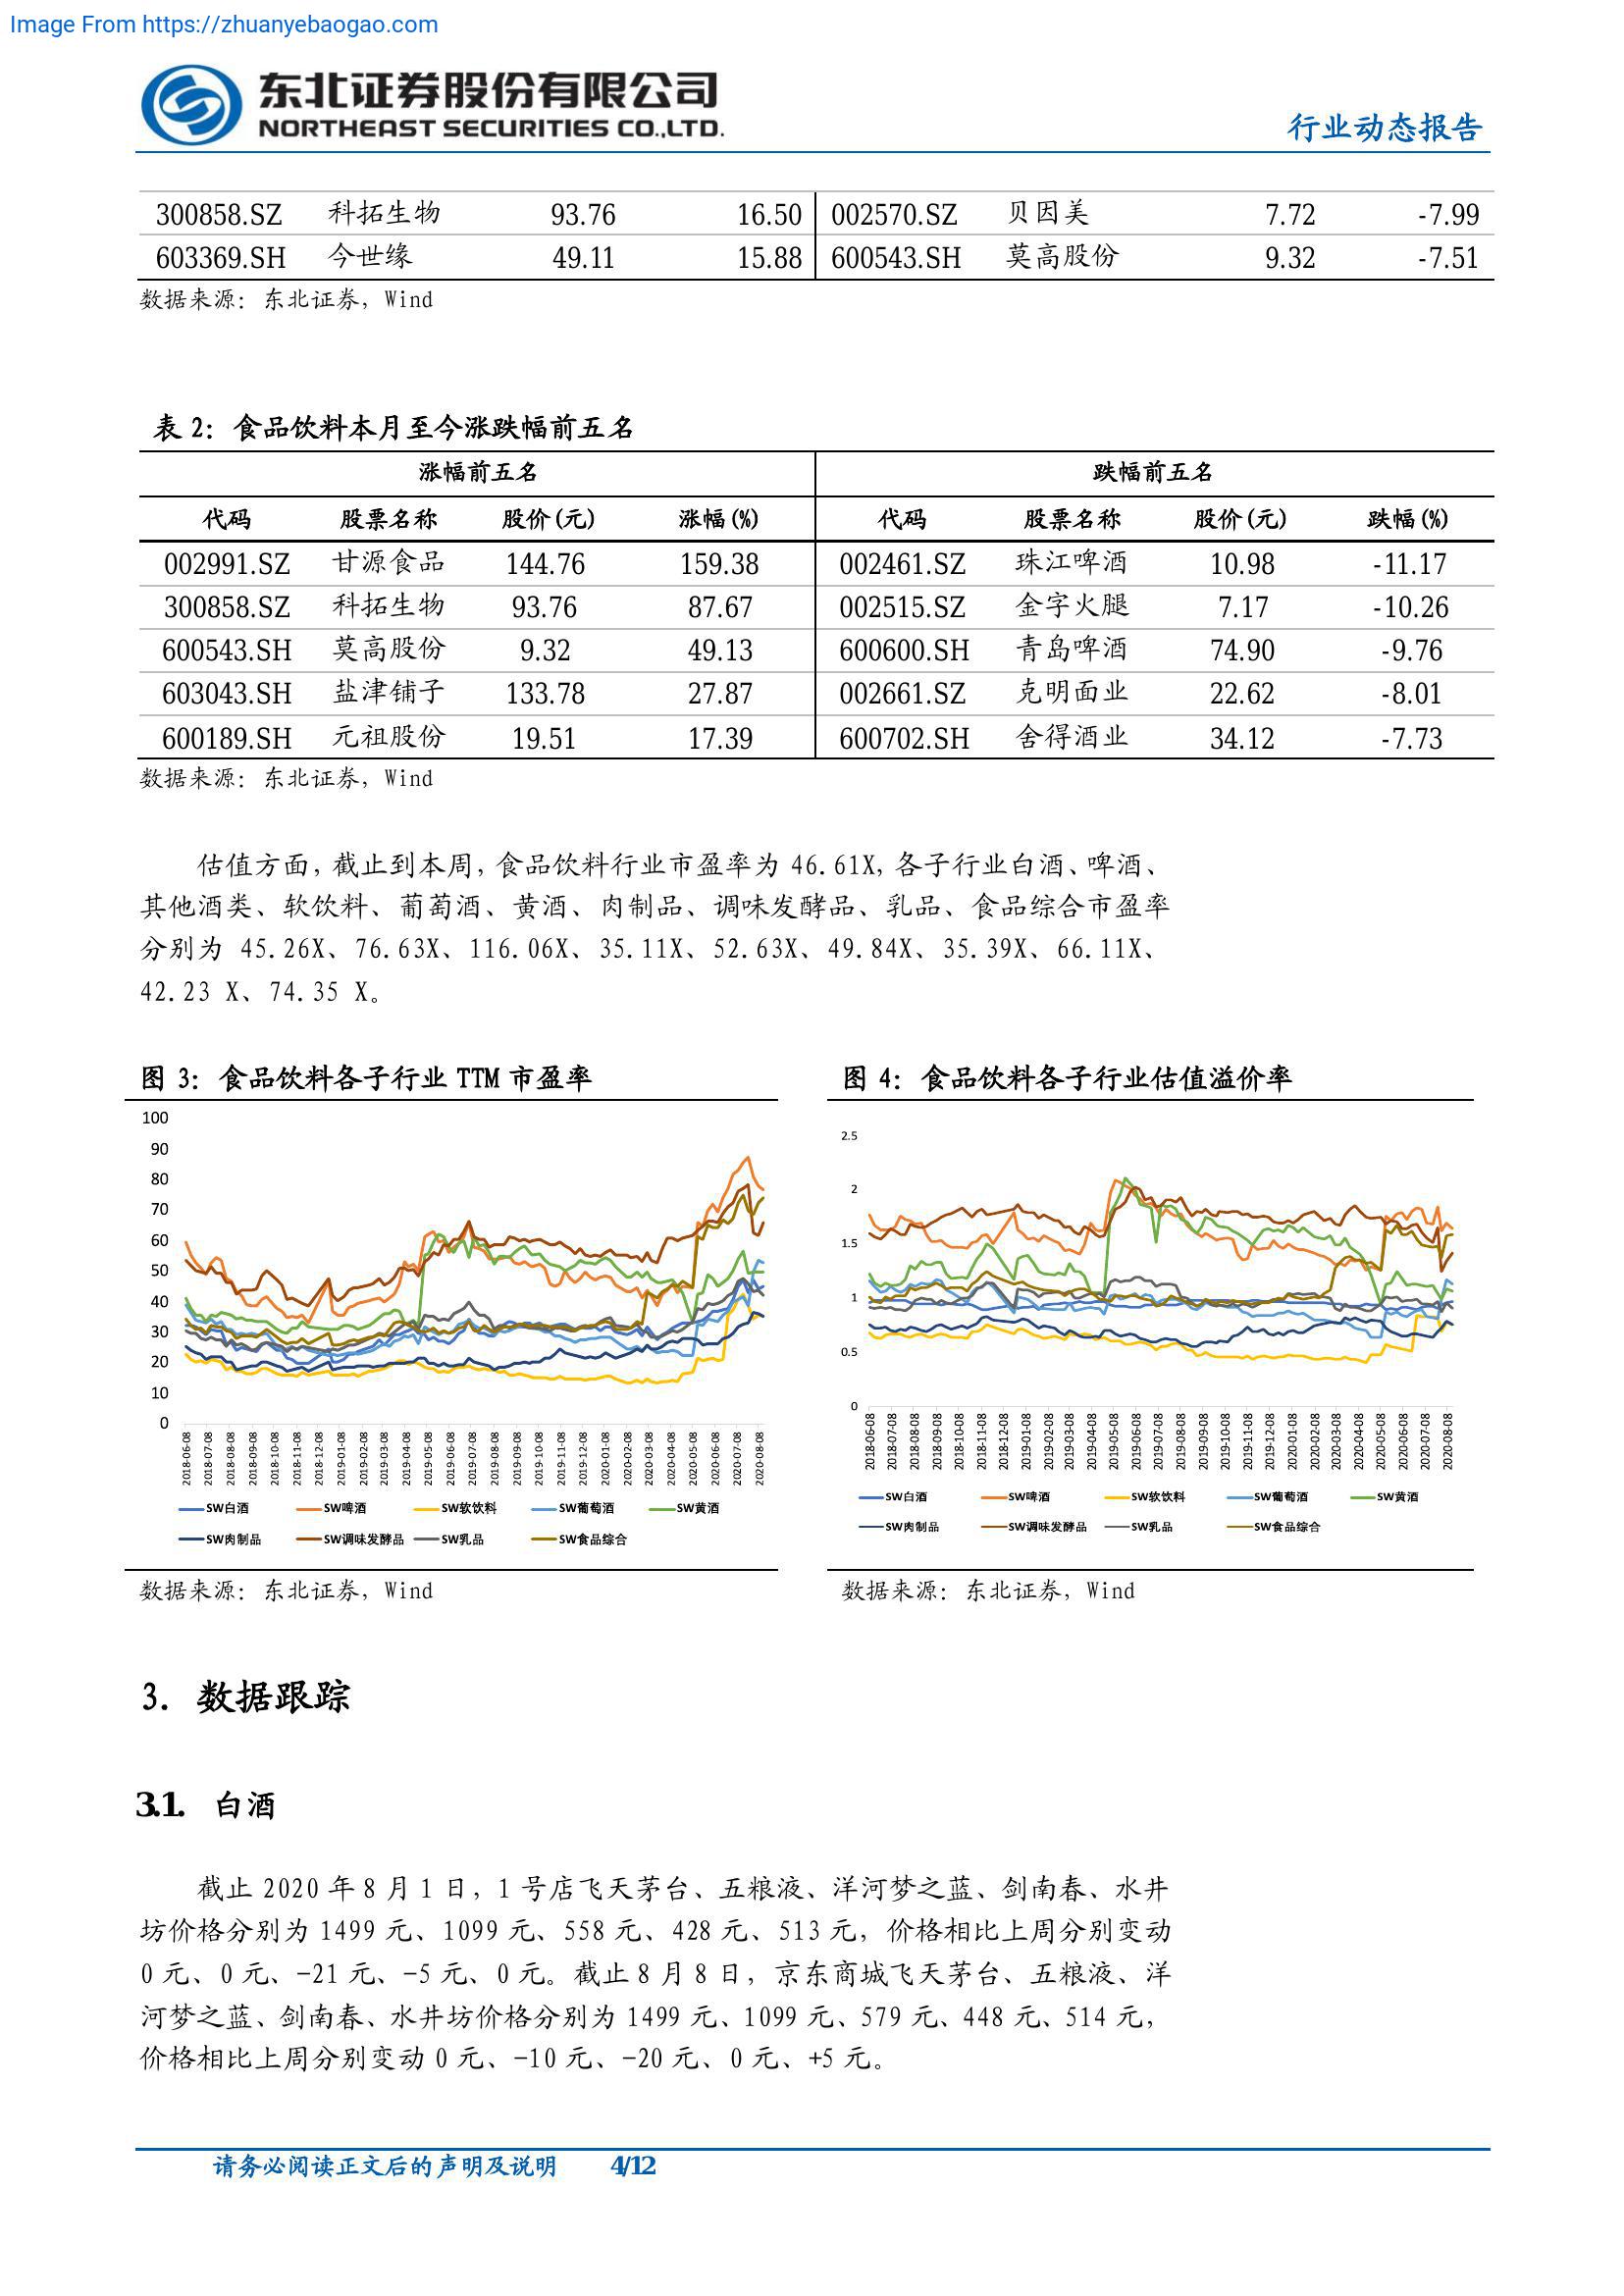 Image From https://zhuanyebaogao.com
东北证券股份有限公司
NORTHEAST SECURITIES CO.,LTD.
行业动态报告
300858.SZ 科拓生物 93.76 16.50 002570.SZ 贝因美 7.72 -7.99
603369.SH 今世缘 49.11 15.88 600543.SH 莫高股份 9.32 -7.51
数据来源：东北证券，Wind
表 2：食品饮料本月至今涨跌幅前五名
涨幅前五名 跌幅前五名
代码 股票名称 股价(元) 涨幅(%) 代码 股票名称 股价(元) 跌幅(%)
002991.SZ 甘源食品 144.76 159.38 002461.SZ 珠江啤酒 10.98 -11.17
300858.SZ 科拓生物 93.76 87.67 002515.SZ 金字火腿 7.17 -10.26
600543.SH 莫高股份 9.32 49.13 600600.SH 青岛啤酒 74.90 -9.76
603043.SH 盐津铺子 133.78 27.87 002661.SZ 克明面业 22.62 -8.01
600189.SH 元祖股份 19.51 17.39 600702.SH 舍得酒业 34.12 -7.73
数据来源：东北证券，Wind
估值方面，截止到本周，食品饮料行业市盈率为 46.61X，各子行业白酒、啤酒、
其他酒类、软饮料、葡萄酒、黄酒、肉制品、调味发酵品、乳品、食品综合市盈率
分别为 45.26X、76.63X、116.06X、35.11X、52.63X、49.84X、35.39X、66.11X、
42.23 X、74.35 X。
图 3：食品饮料各子行业 TTM 市盈率
100
90
80
70
60
50
40
30
20
10
0
2018-06-08 2018-07-08 2018-08-08 2018-09-08 2018-10-08 2018-11-08 2018-12-08 2019-01-08 2019-02-08 2019-03-08 2019-04-08 2019-05-08 2019-06-08 2019-07-08 2019-08-08 2019-09-08 2019-10-08 2019-11-08 2019-12-08 2020-01-08 2020-02-08 2020-03-08 2020-04-08 2020-05-08 2020-06-08 2020-07-08 2020-08-08
SW白酒 SW啤酒 SW软饮料 SW葡萄酒 SW黄酒
SW肉制品 SW调味发酵品 SW乳品 SW食品综合
数据来源：东北证券，Wind
图 4：食品饮料各子行业估值溢价率
2.5
2
1.5
1
0.5
0
2018-06-08 2018-07-08 2018-08-08 2018-09-08 2018-10-08 2018-11-08 2018-12-08 2019-01-08 2019-02-08 2019-03-08 2019-04-08 2019-05-08 2019-06-08 2019-07-08 2019-08-08 2019-09-08 2019-10-08 2019-11-08 2019-12-08 2020-01-08 2020-02-08 2020-03-08 2020-04-08 2020-05-08 2020-06-08 2020-07-08 2020-08-08
SW白酒 SW啤酒 SW软饮料 SW葡萄酒 SW黄酒
SW肉制品 SW调味发酵品 SW乳品 SW食品综合
数据来源：东北证券，Wind
3. 数据跟踪
3.1. 白酒
截止 2020 年 8 月 1 日，1 号店飞天茅台、五粮液、洋河梦之蓝、剑南春、水井
坊价格分别为 1499 元、1099 元、558 元、428 元、513 元，价格相比上周分别变动
0 元、0 元、-21 元、-5 元、0 元。截止 8 月 8 日，京东商城飞天茅台、五粮液、洋
河梦之蓝、剑南春、水井坊价格分别为 1499 元、1099 元、579 元、448 元、514 元，
价格相比上周分别变动 0 元、-10 元、-20 元、0 元、+5 元。
请务必阅读正文后的声明及说明 4/12